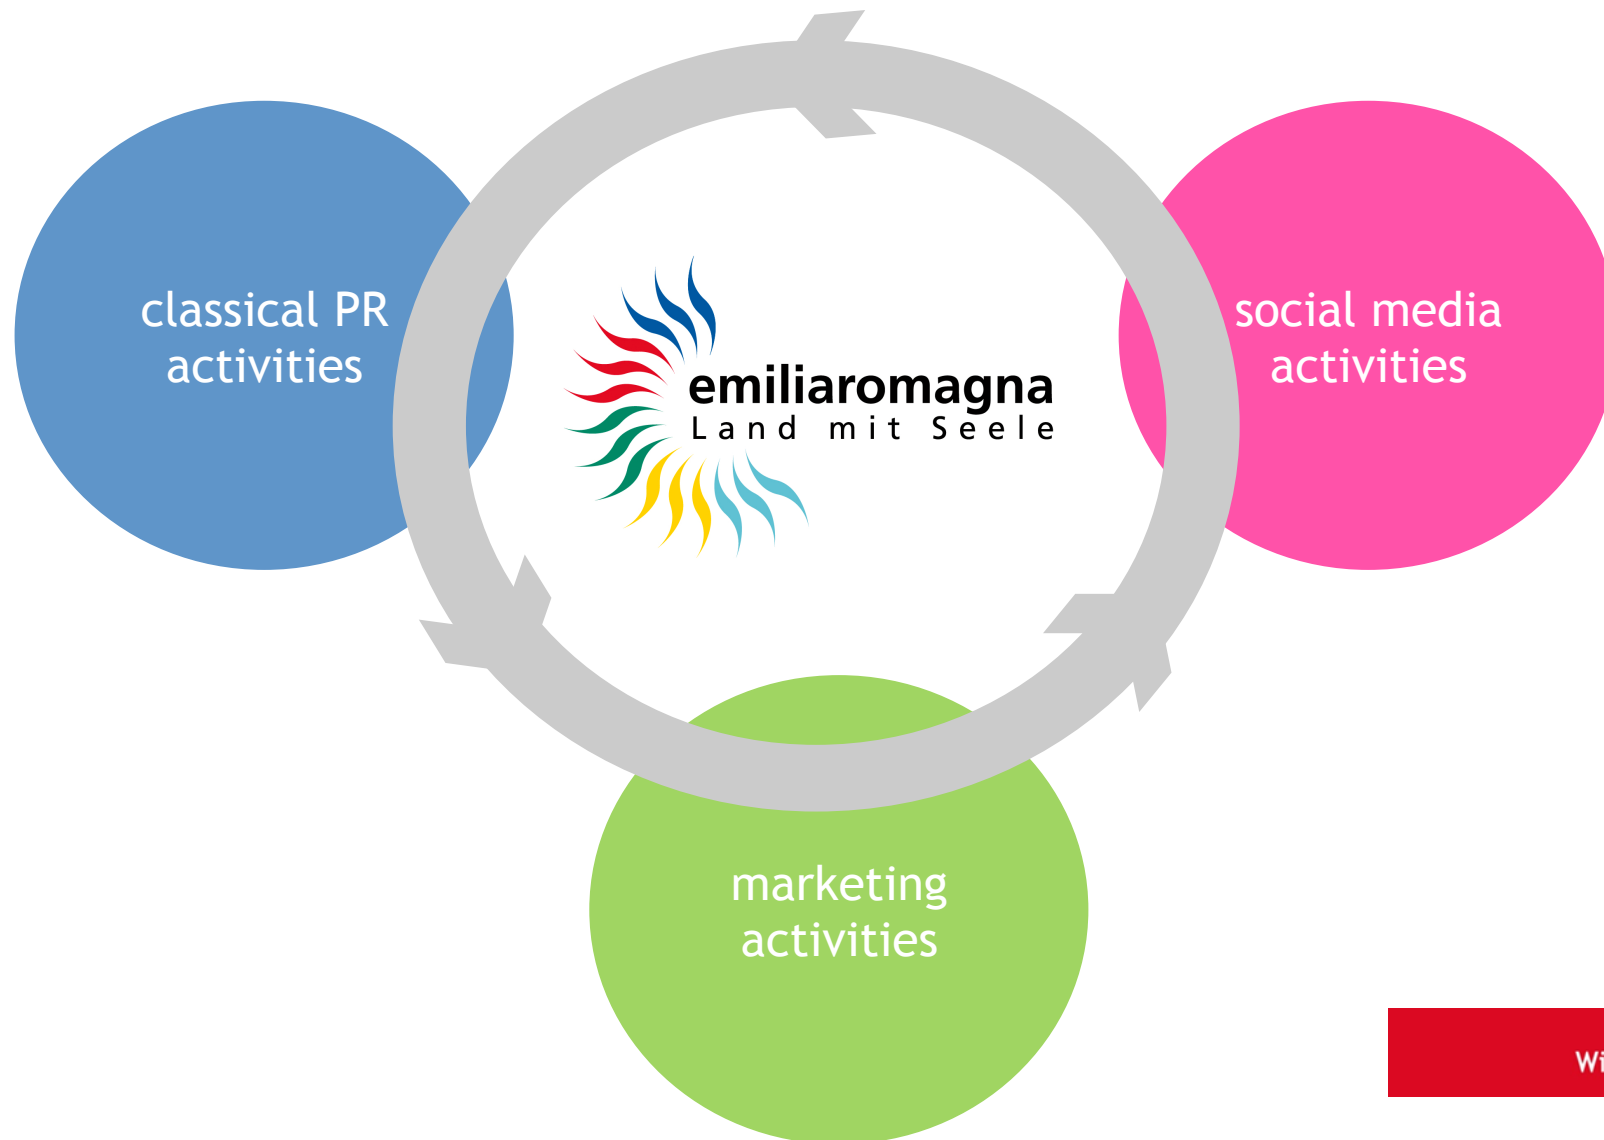 classical PR
activities
social media
activities
emiliaromagna
Land mit Seele
marketing
activities